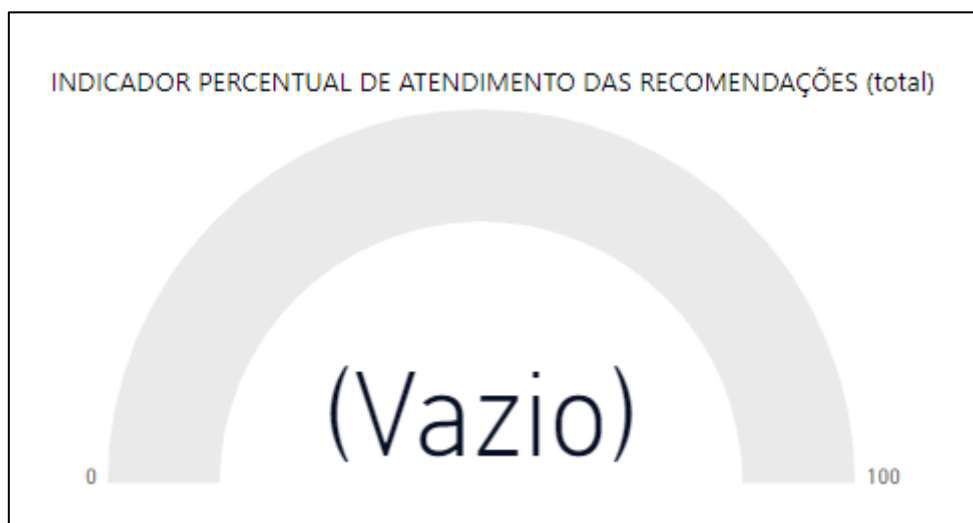 INDICADOR PERCENTUAL DE ATENDIMENTO DAS RECOMENDAÇÕES (total)
(Vazio)
0
100